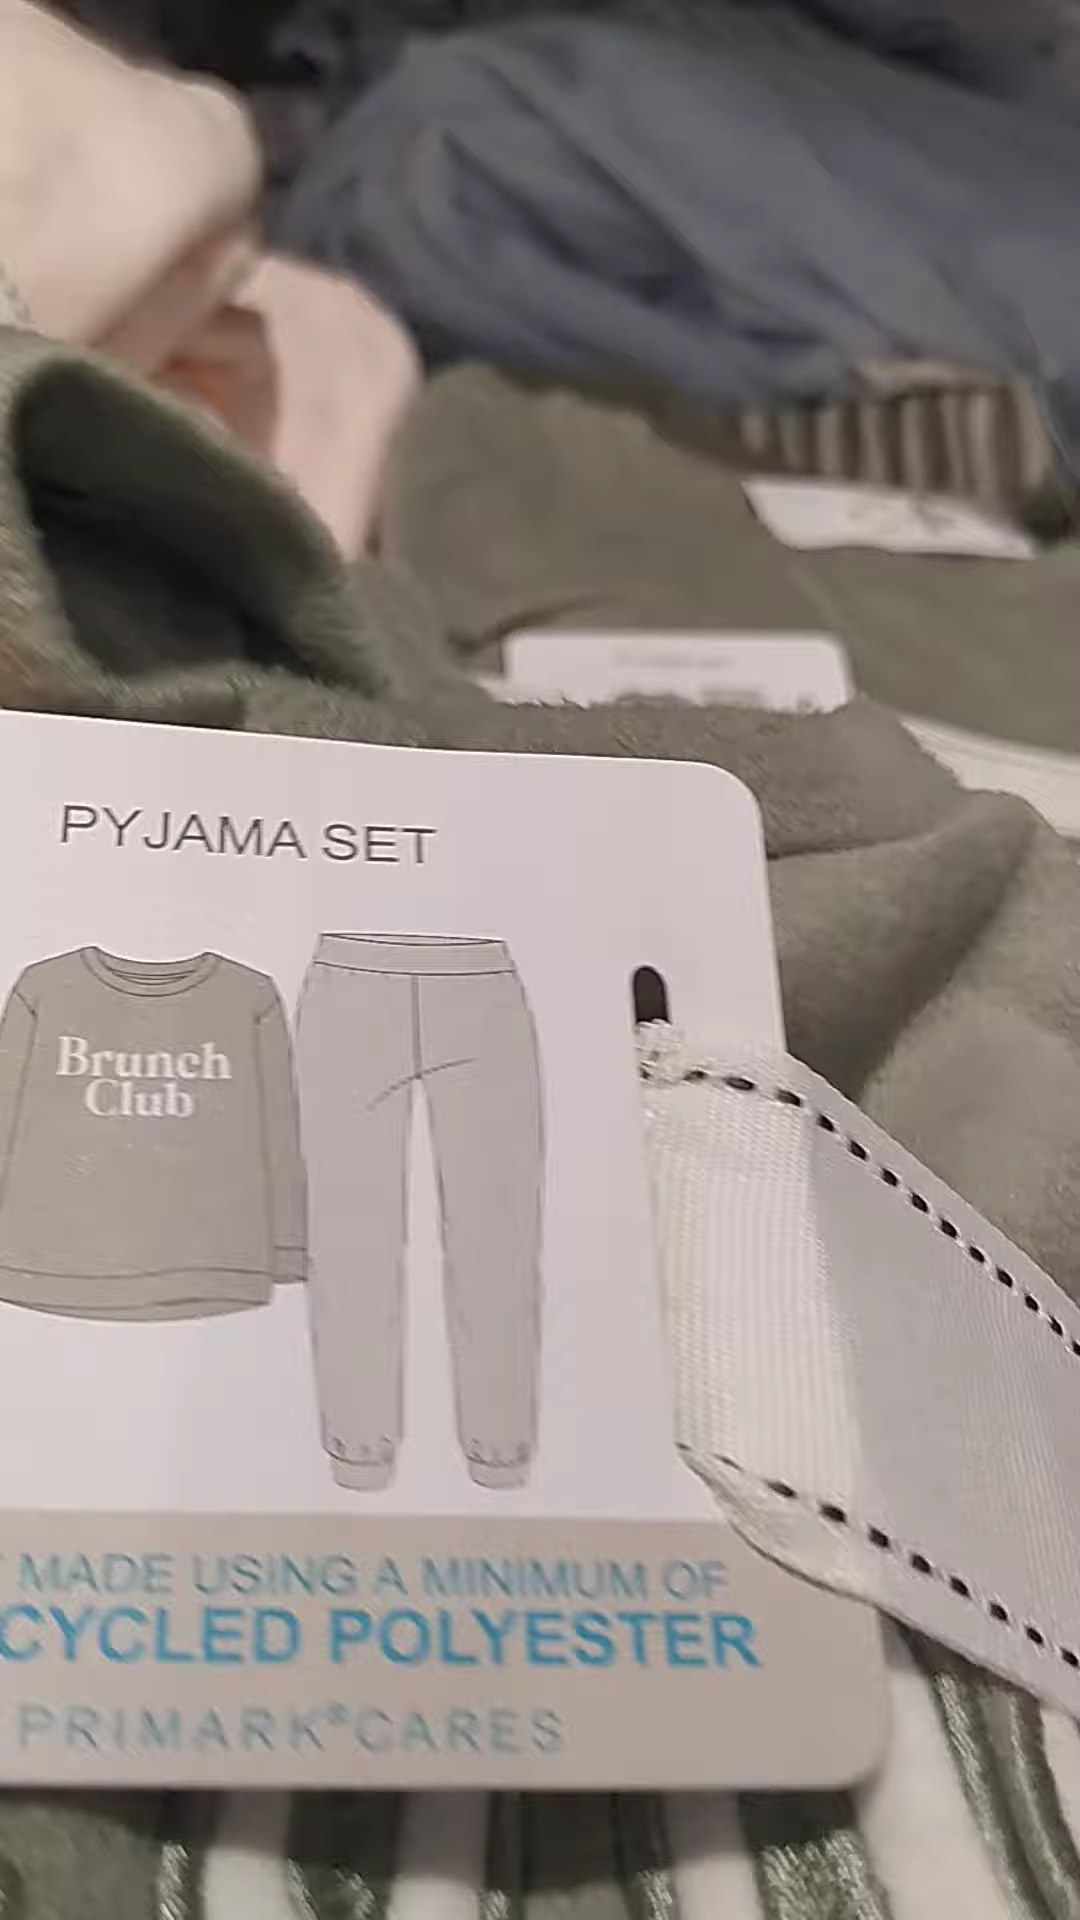 PYJAMA SET
Brunch
Club
MADE USING A MINIMUM OF
CYCLED POLYESTER
PRIMARK®CARES